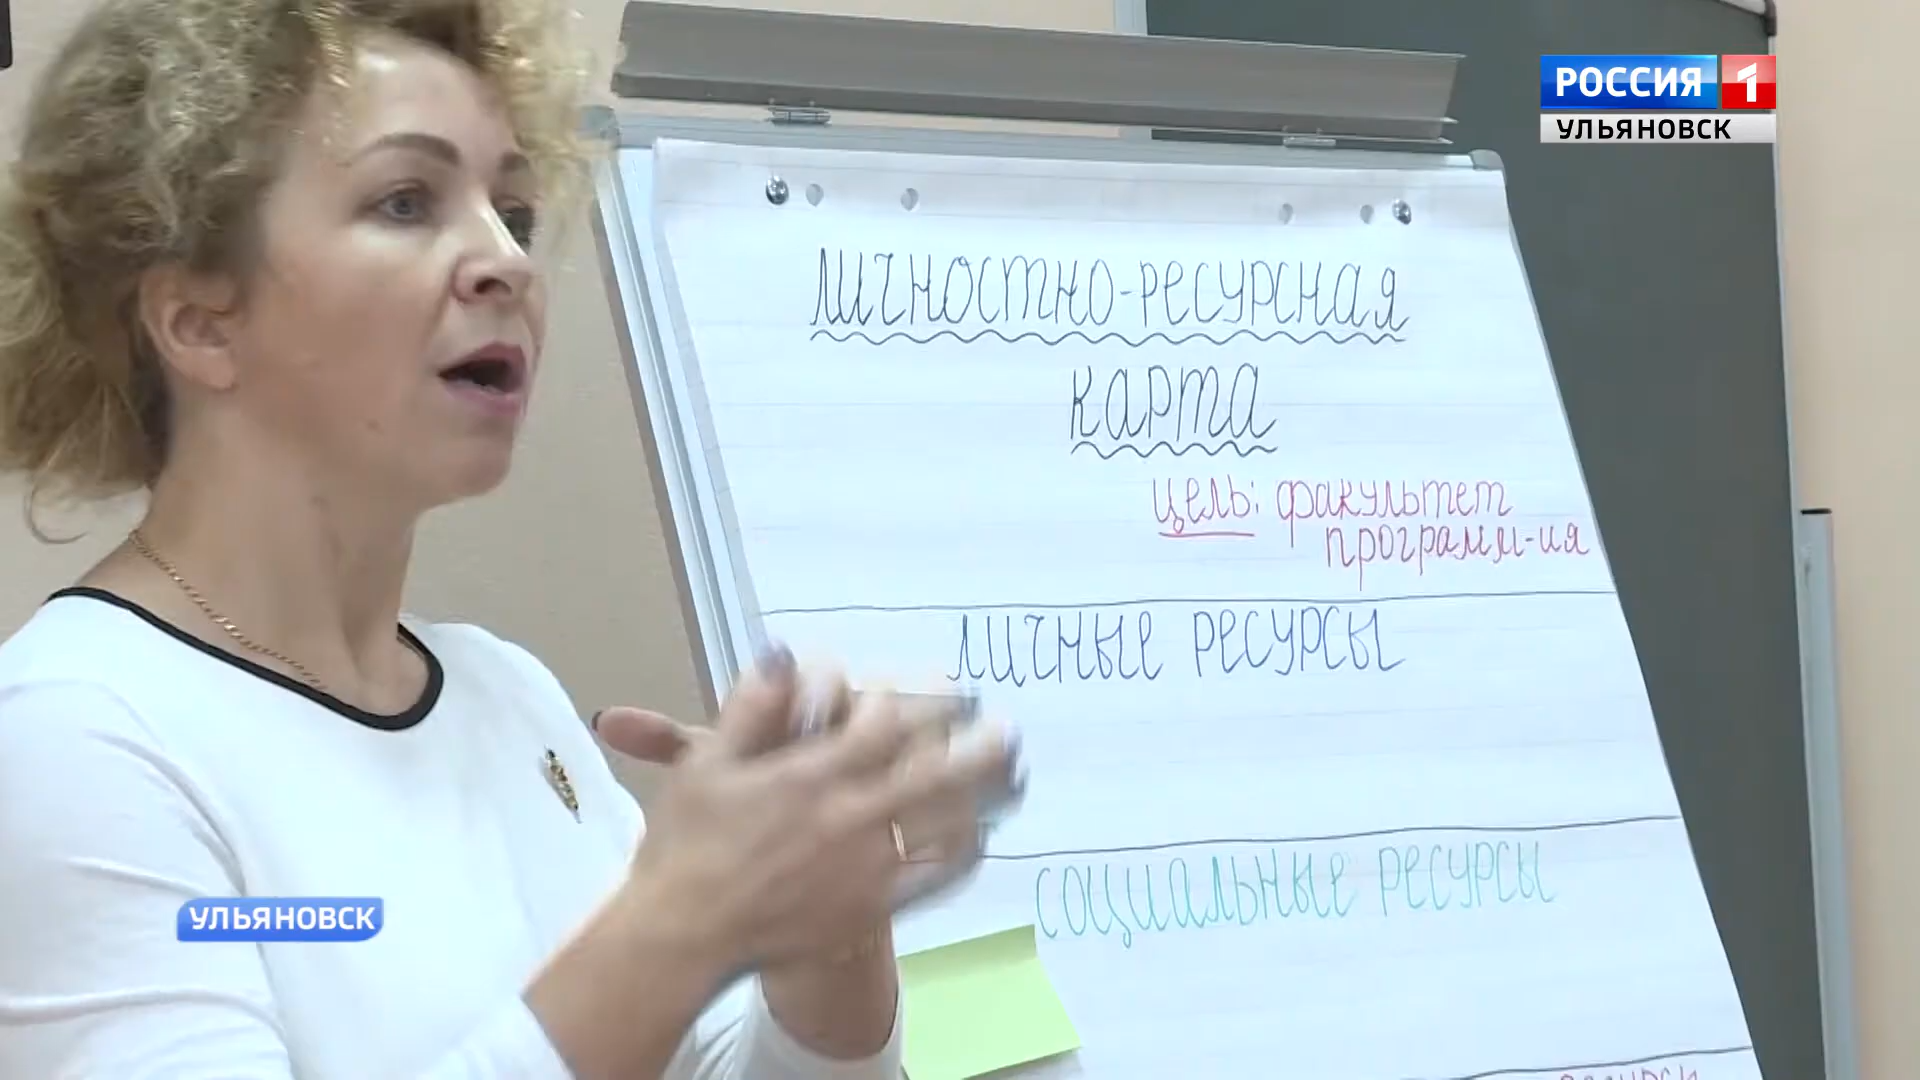 РОССИЯ 1
УЛЬЯНОВСК
ЛИЧНОСТНО-РЕСУРСНАЯ
КАРТА
ЦЕЛЬ: ФАКУЛЬТЕТ
ПРОГРАММ-ИЯ
ЛИЧНЫЕ РЕСУРСЫ
СОЦИАЛЬНЫЕ РЕСУРСЫ
УЛЬЯНОВСК